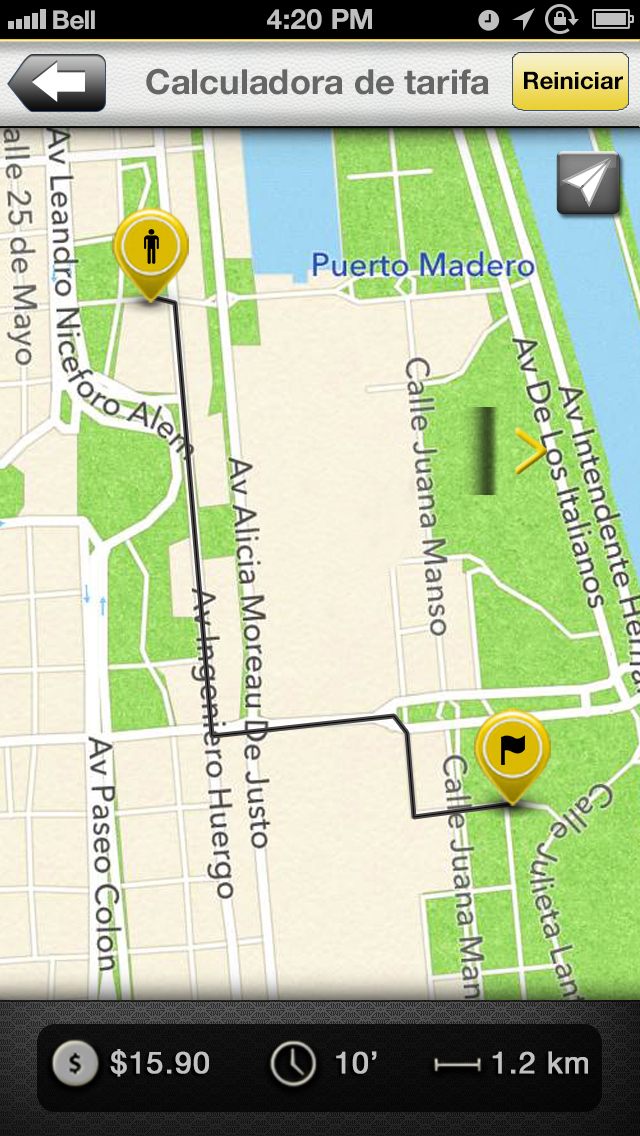 Bell 4:20 PM
Calculadora de tarifa
Reiniciar
alle 25 de Mayo
Av Leandro Niceforo Alem
Puerto Madero
Calle Juana Manso
Av De Los Italianos
Av Intendente Herna
Av Alicia Moreau De Justo
Av Ingeniero Huergo
Av Paseo Colon
Calle Juana Man
Calle Julieta Lant
$15.90
10’
1.2 km